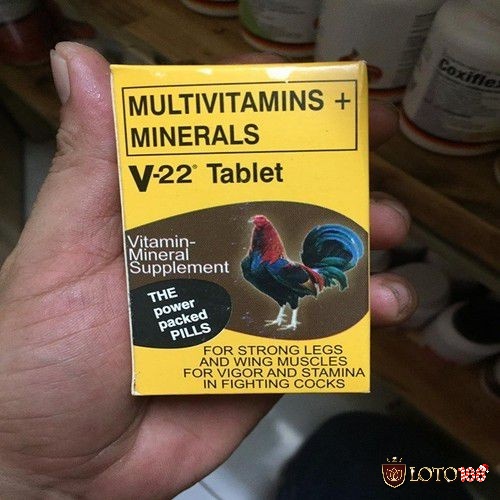 Coxiflex
MULTIVITAMINS +
MINERALS
V-22® Tablet
Vitamin-
Mineral
Supplement
THE
power
packed
PILLS
FOR STRONG LEGS
AND WING MUSCLES
FOR VIGOR AND STAMINA
IN FIGHTING COCKS
LOTO188